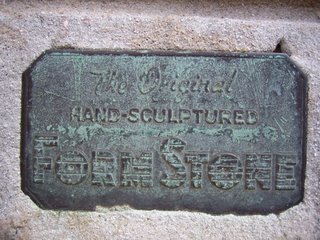 The Original
HAND-SCULPTURED
FORM STONE